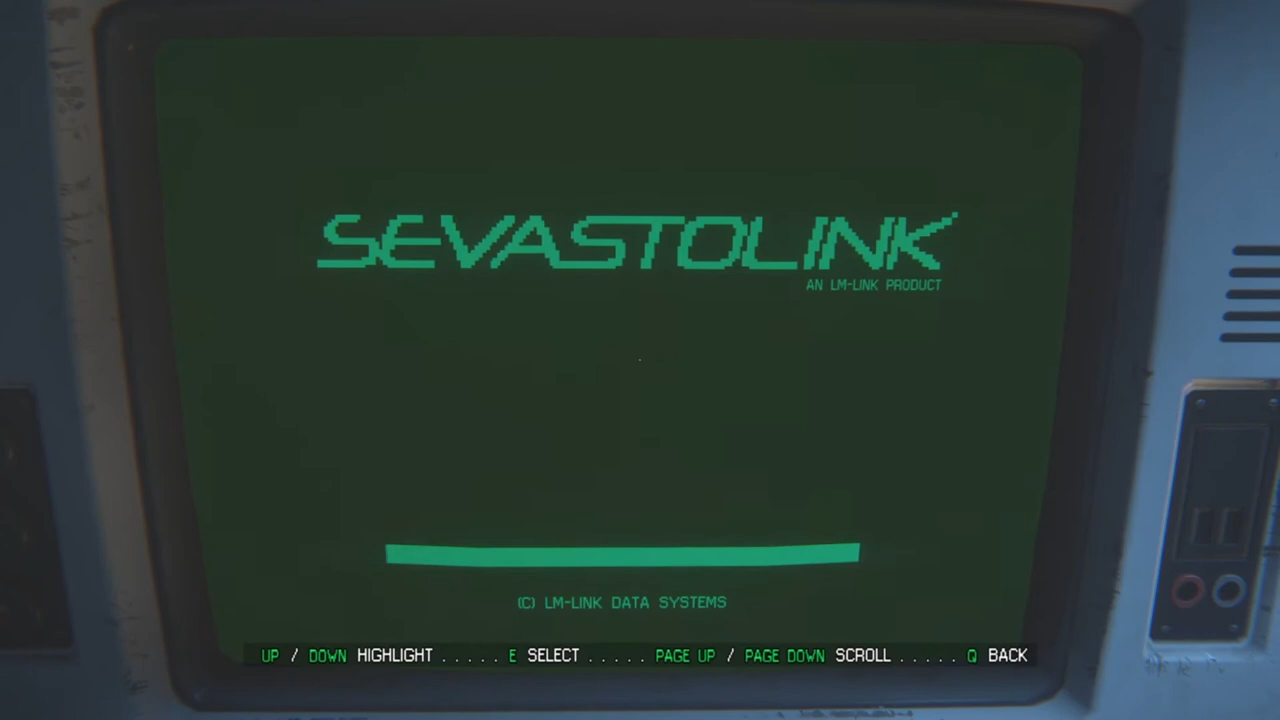 SEVASTOLINK
AN LM-LINK PRODUCT
(C) LM-LINK DATA SYSTEMS
UP / DOWN HIGHLIGHT ..... E SELECT ..... PAGE UP / PAGE DOWN SCROLL ..... Q BACK